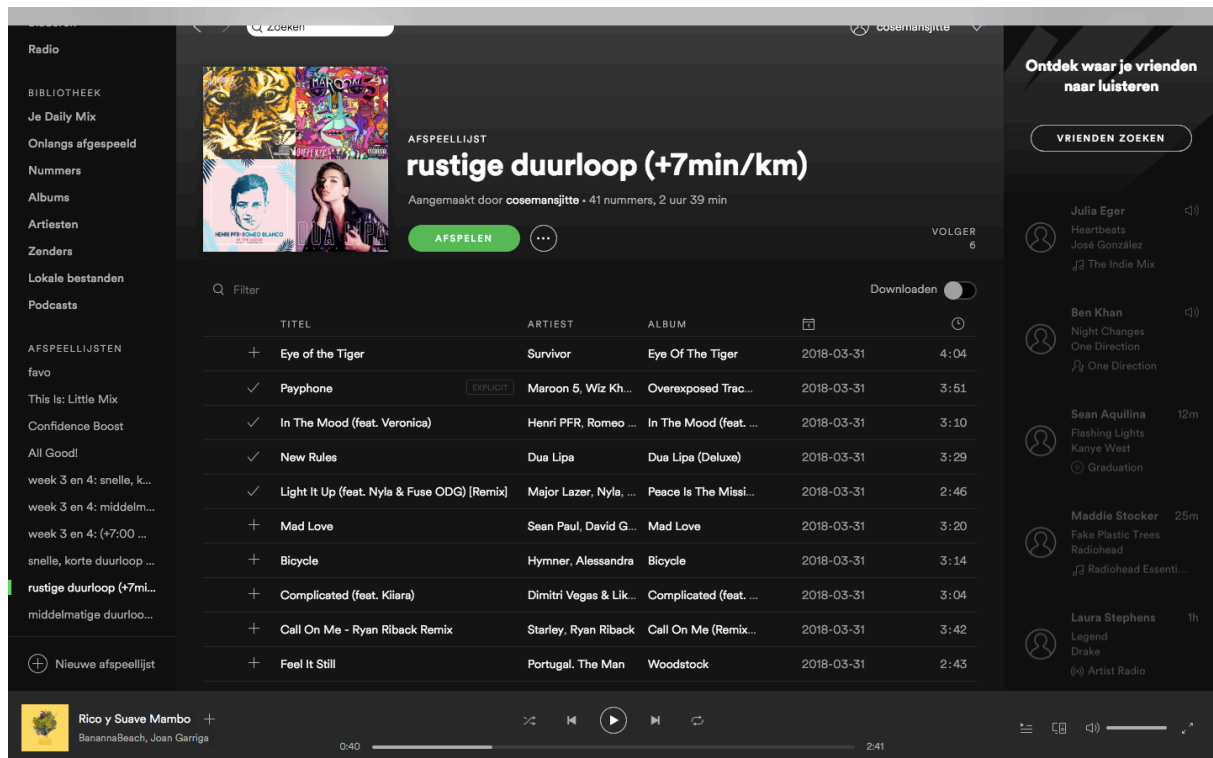 Radio
BIBLIOTHEEK
Je Daily Mix
Onlangs afgespeeld
Nummers
Albums
Artiesten
Zenders
Lokale bestanden
Podcasts
AFSPEELLIJSTEN
favo
This Is: Little Mix
Confidence Boost
All Good!
week 3 en 4: snelle, k...
week 3 en 4: middelm...
week 3 en 4: (+7:00 ...
snelle, korte duurloop ...
rustige duurloop (+7mi...
middelmatige duurloo...
Nieuwe afspeellijst
Zoeken
cosemansjitte
MAROON
HENRI PFR · ROMEO BLANCO
IN THE MOOD
DUA LIPA
AFSPEELLIJST
rustige duurloop (+7min/km)
Aangemaakt door cosemansjitte • 41 nummers, 2 uur 39 min
AFSPELEN
VOLGER
6
Filter
Downloaden
TITEL ARTIEST ALBUM
Eye of the Tiger Survivor Eye Of The Tiger 2018-03-31 4:04
Payphone EXPLICIT Maroon 5, Wiz Kh... Overexposed Trac... 2018-03-31 3:51
In The Mood (feat. Veronica) Henri PFR, Romeo ... In The Mood (feat. ... 2018-03-31 3:10
New Rules Dua Lipa Dua Lipa (Deluxe) 2018-03-31 3:29
Light It Up (feat. Nyla & Fuse ODG) [Remix] Major Lazer, Nyla, ... Peace Is The Missi... 2018-03-31 2:46
Mad Love Sean Paul, David G... Mad Love 2018-03-31 3:20
Bicycle Hymner, Alessandra Bicycle 2018-03-31 3:14
Complicated (feat. Kiiara) Dimitri Vegas & Lik... Complicated (feat. ... 2018-03-31 3:04
Call On Me - Ryan Riback Remix Starley, Ryan Riback Call On Me (Remix... 2018-03-31 3:42
Feel It Still Portugal. The Man Woodstock 2018-03-31 2:43
Ontdek waar je vrienden
naar luisteren
VRIENDEN ZOEKEN
Julia Eger
Heartbeats
José González
The Indie Mix
Ben Khan
Night Changes
One Direction
One Direction
Sean Aquilina 12m
Flashing Lights
Kanye West
Graduation
Maddie Stocker 25m
Fake Plastic Trees
Radiohead
Radiohead Essenti...
Laura Stephens 1h
Legend
Drake
Artist Radio
Rico y Suave Mambo
BanannaBeach, Joan Garriga
0:40
2:41